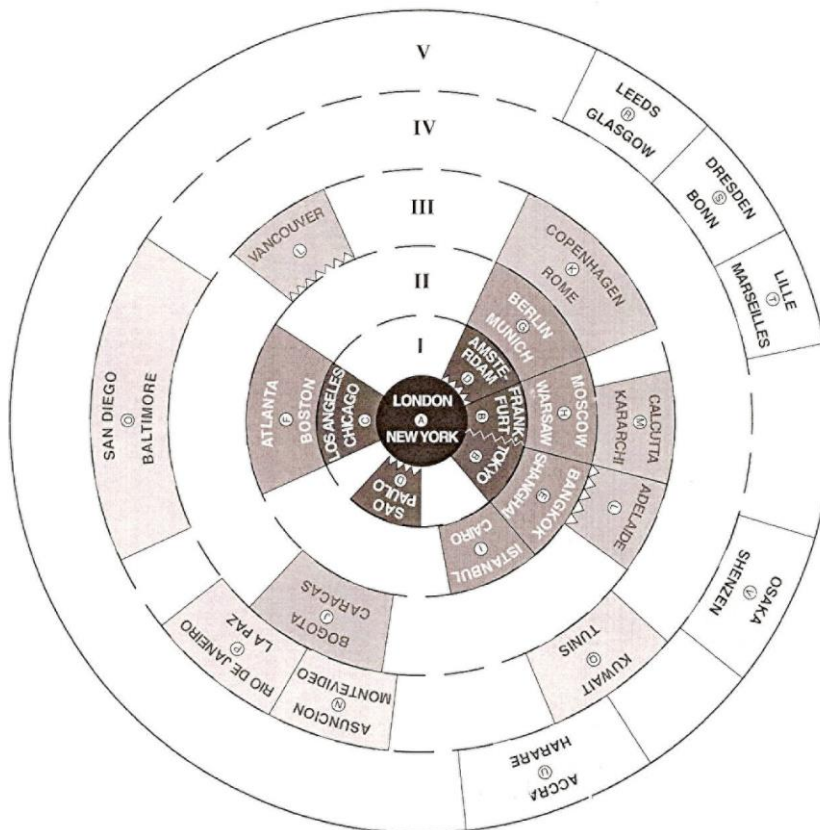 V
IV
III
II
I
LEEDS
R
GLASGOW
DRESDEN
S
BONN
LILLE
T
MARSEILLES
VANCOUVER
L
COPENHAGEN
K
ROME
BERLIN
G
MUNICH
AMSTE-
RDAM
D
LONDON
A
NEW YORK
FRANK-
FURT
B
TOKYO
MOSCOW
H
WARSAW
CALCUTTA
M
KARARCHI
ADELAIDE
L
BANGKOK
E
SHANGHAI
LOS ANGELES
CHICAGO
C
ATLANTA
F
BOSTON
SAN DIEGO
O
BALTIMORE
SAO
PAULO
D
ISTANBUL
I
CAIRO
BOGOTA
J
CARACAS
RIO DE JANEIRO
P
LA PAZ
ASUNCION
N
MONTEVIDEO
KUWAIT
Q
TUNIS
OSAKA
V
SHENZEN
ACCRA
U
HARARE